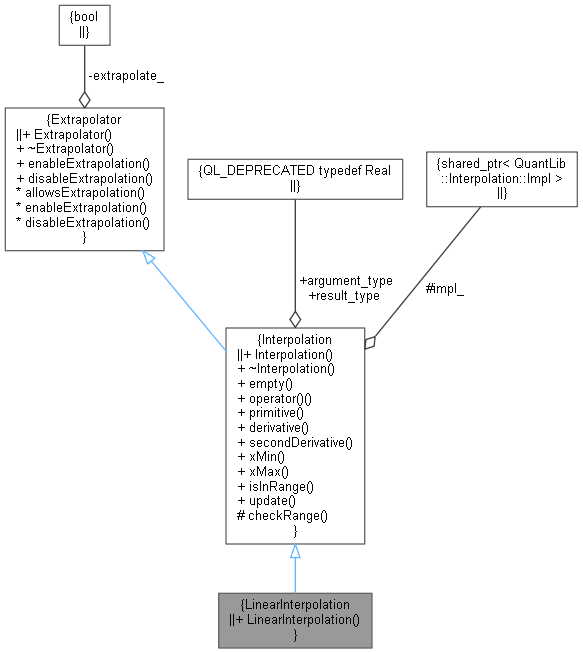 {bool
||}
-extrapolate_
{Extrapolator
||+ Extrapolator()
+ ~Extrapolator()
+ enableExtrapolation()
+ disableExtrapolation()
* allowsExtrapolation()
* enableExtrapolation()
* disableExtrapolation()
}
{QL_DEPRECATED typedef Real
||}
{shared_ptr< QuantLib
::Interpolation::Impl >
||}
+argument_type
+result_type
#impl_
{Interpolation
||+ Interpolation()
+ ~Interpolation()
+ empty()
+ operator()()
+ primitive()
+ derivative()
+ secondDerivative()
+ xMin()
+ xMax()
+ isInRange()
+ update()
# checkRange()
}
{LinearInterpolation
||+ LinearInterpolation()
}